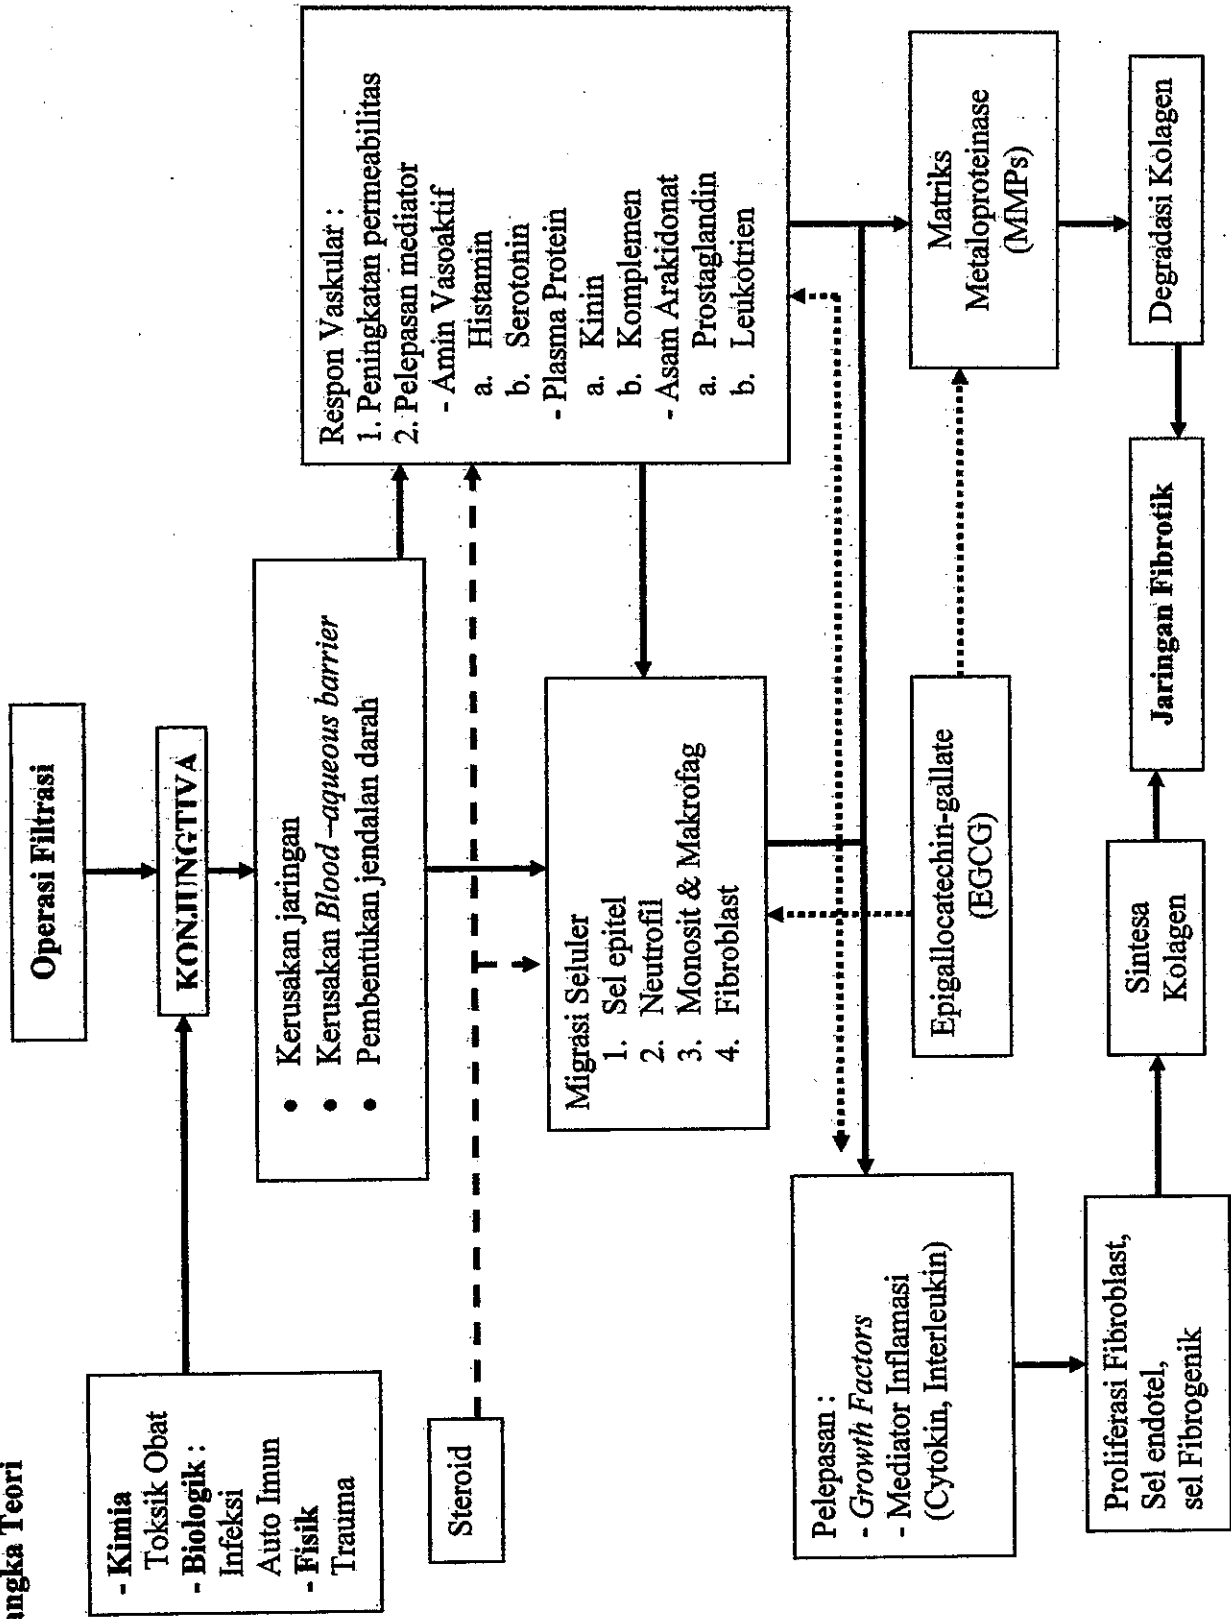 angka Teori
Operasi Filtrasi
- Kimia
Toksik Obat
- Biologik :
Infeksi
Auto Imun
- Fisik
Trauma
KONJUNGTIVA
• Kerusakan jaringan
• Kerusakan Blood –aqueous barrier
• Pembentukan jendalan darah
Steroid
Respon Vaskular :
1. Peningkatan permeabilitas
2. Pelepasan mediator
- Amin Vasoaktif
a. Histamin
b. Serotonin
- Plasma Protein
a. Kinin
b. Komplemen
- Asam Arakidonat
a. Prostaglandin
b. Leukotrien
Migrasi Seluler
1. Sel epitel
2. Neutrofil
3. Monosit & Makrofag
4. Fibroblast
Pelepasan :
- Growth Factors
- Mediator Inflamasi
(Cytokin, Interleukin)
Epigallocatechin-gallate
(EGCG)
Matriks
Metaloproteinase
(MMPs)
Proliferasi Fibroblast,
Sel endotel,
sel Fibrogenik
Sintesa
Kolagen
Jaringan Fibrotik
Degradasi Kolagen